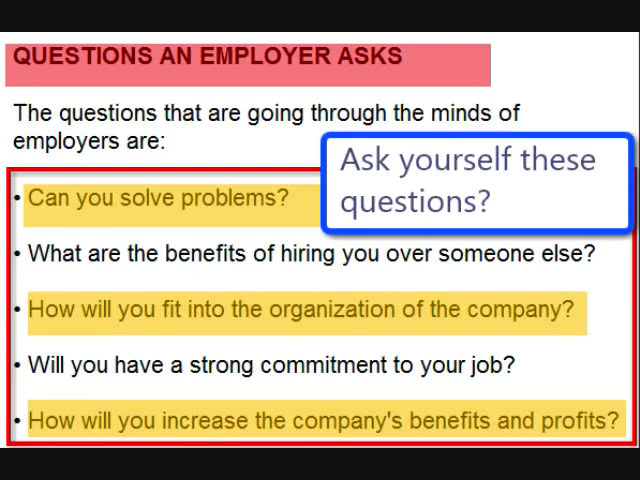 QUESTIONS AN EMPLOYER ASKS
The questions that are going through the minds of
employers are:
Ask yourself these
questions?
• Can you solve problems?
• What are the benefits of hiring you over someone else?
• How will you fit into the organization of the company?
• Will you have a strong commitment to your job?
• How will you increase the company's benefits and profits?